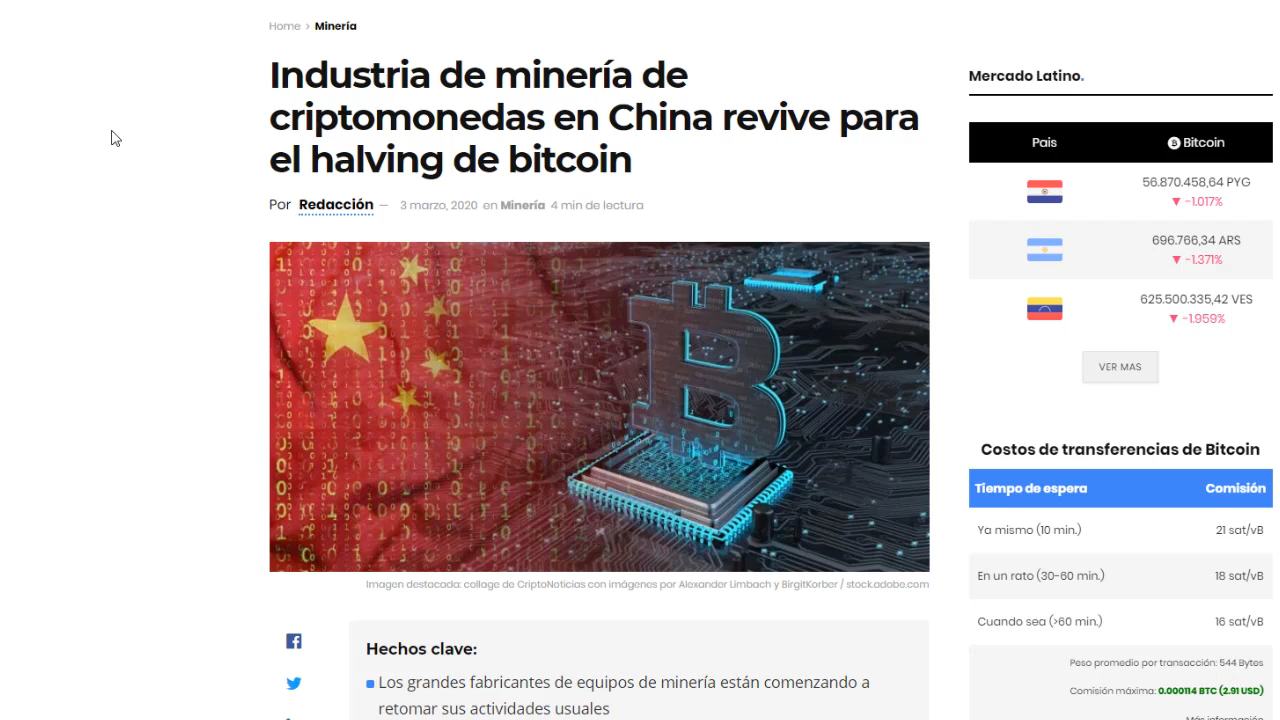 Home > Minería
Industria de minería de
criptomonedas en China revive para
el halving de bitcoin
Por Redacción — 3 marzo, 2020 en Minería 4 min de lectura
Imagen destacada: collage de CriptoNoticias con imágenes por Alexander Limbach y BirgitKorber / stock.adobe.com
Hechos clave:
Los grandes fabricantes de equipos de minería están comenzando a
retomar sus actividades usuales
Mercado Latino.
Pais Bitcoin
56.870.458,64 PYG
▼ -1.017%
696.766,34 ARS
▼ -1.371%
625.500.335,42 VES
▼ -1.959%
VER MAS
Costos de transferencias de Bitcoin
Tiempo de espera Comisión
Ya mismo (10 min.) 21 sat/vB
En un rato (30-60 min.) 18 sat/vB
Cuando sea (>60 min.) 16 sat/vB
Peso promedio por transacción: 544 Bytes
Comisión máxima: 0.000114 BTC (2.91 USD)
Más información